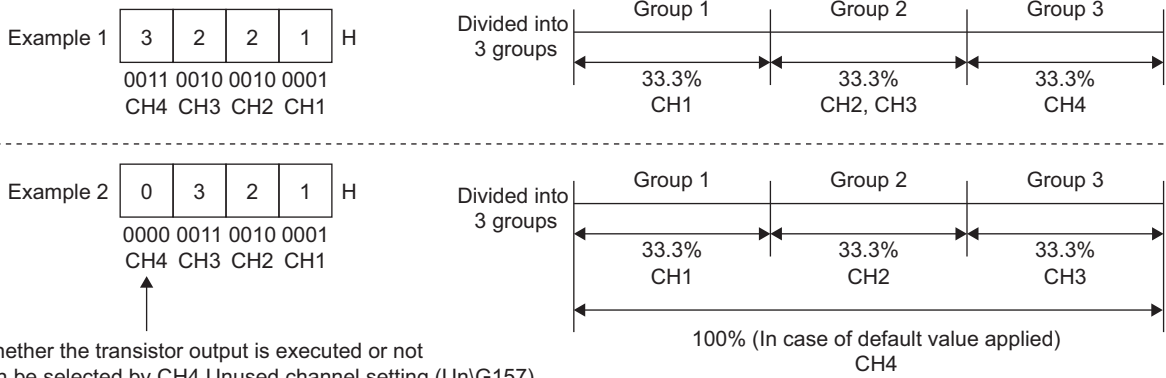 Example 1 3 2 2 1 H
0011 0010 0010 0001
CH4 CH3 CH2 CH1
Divided into
3 groups
Group 1 Group 2 Group 3
33.3% 33.3% 33.3%
CH1 CH2, CH3 CH4
Example 2 0 3 2 1 H
0000 0011 0010 0001
CH4 CH3 CH2 CH1
Divided into
3 groups
Group 1 Group 2 Group 3
33.3% 33.3% 33.3%
CH1 CH2 CH3
100% (In case of default value applied)
CH4
the transistor output is executed or not
be selected by CH4 Unused channel setting (Un\G157)